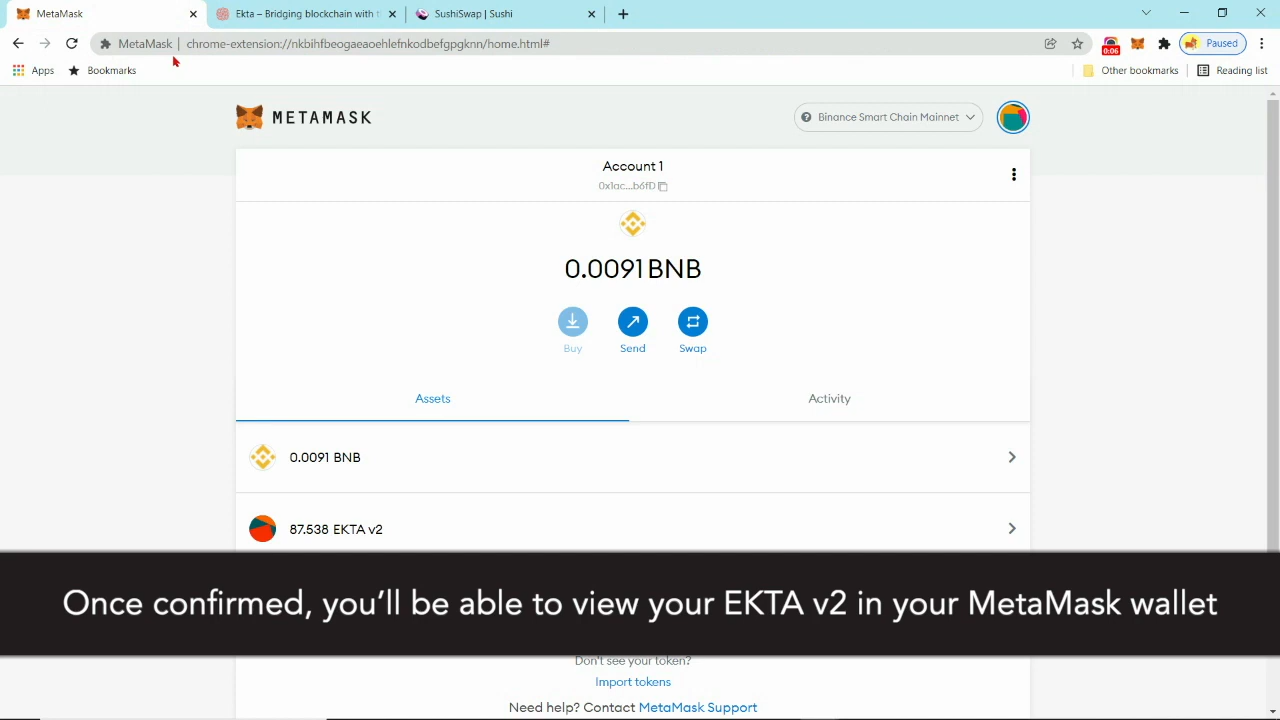 MetaMask
Ekta – Bridging blockchain with t
SushiSwap | Sushi
MetaMask | chrome-extension://nkbihfbeogaeaoehlefnkodbefgpgknn/home.html#
0:06
Paused
Apps
Bookmarks
Other bookmarks
Reading list
METAMASK
Binance Smart Chain Mainnet
Account 1
0x1ac...b6fD
0.0091 BNB
Buy
Send
Swap
Assets
Activity
0.0091 BNB
87.538 EKTA v2
Once confirmed, you’ll be able to view your EKTA v2 in your MetaMask wallet
Don't see your token?
Import tokens
Need help? Contact MetaMask Support